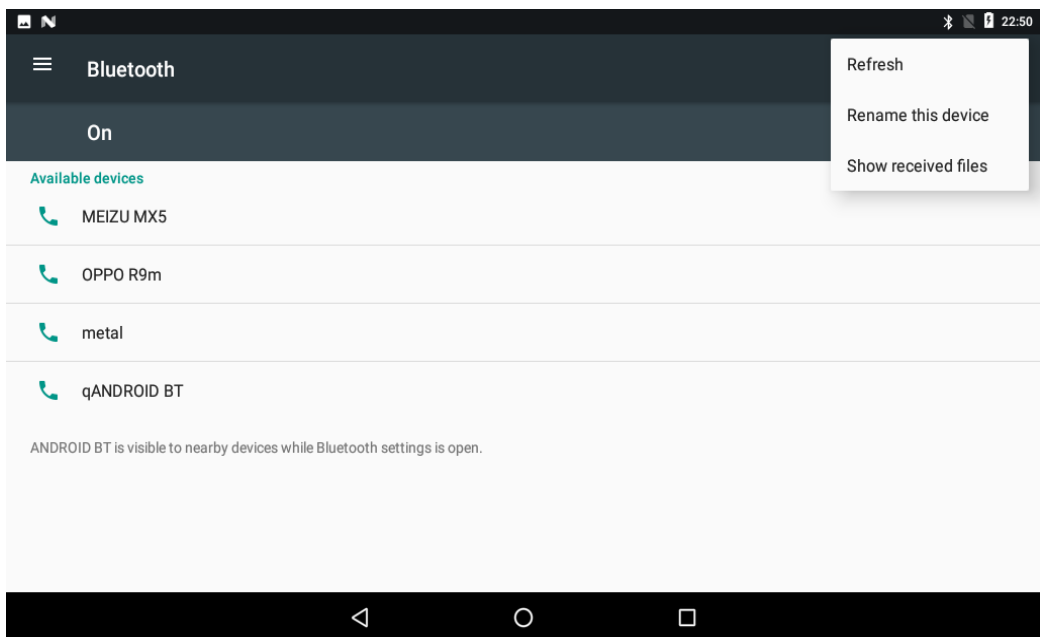 22:50
Bluetooth
Refresh
Rename this device
On
Show received files
Available devices
MEIZU MX5
OPPO R9m
metal
qANDROID BT
ANDROID BT is visible to nearby devices while Bluetooth settings is open.